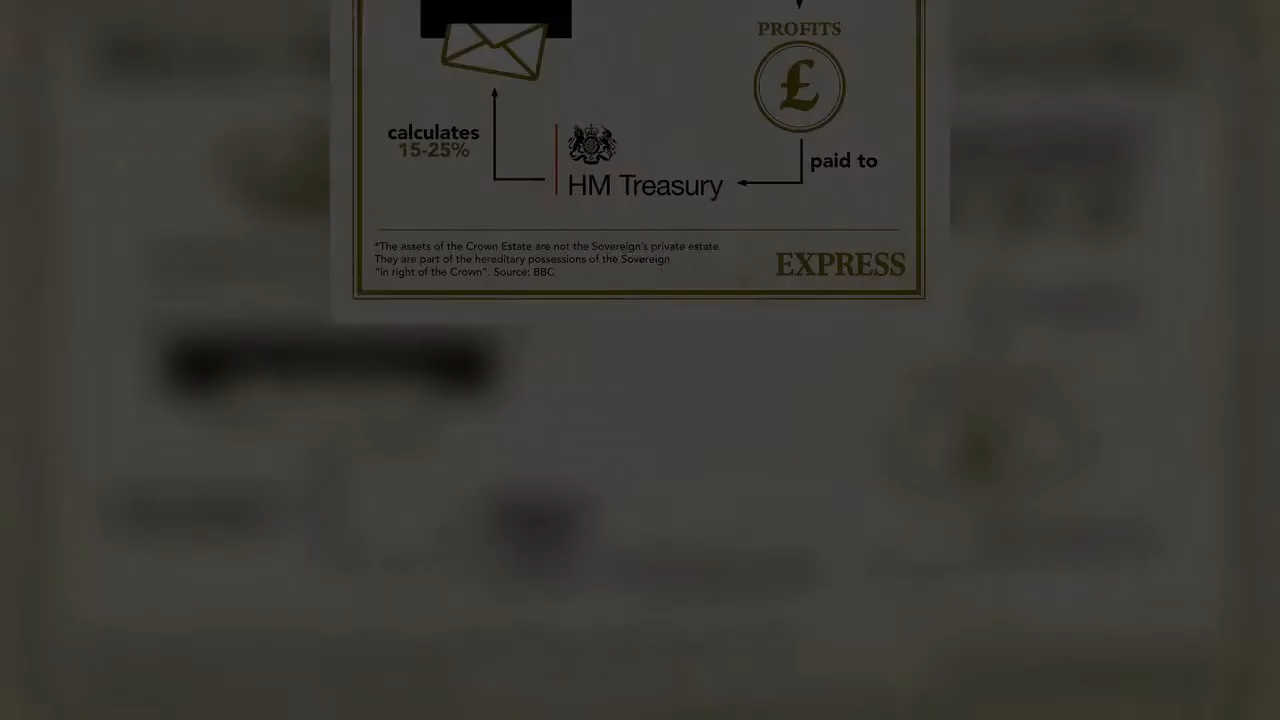 PROFITS
£
calculates
15-25%
paid to
HM Treasury
*The assets of the Crown Estate are not the Sovereign's private estate.
They are part of the hereditary possessions of the Sovereign
"in right of the Crown". Source: BBC
EXPRESS